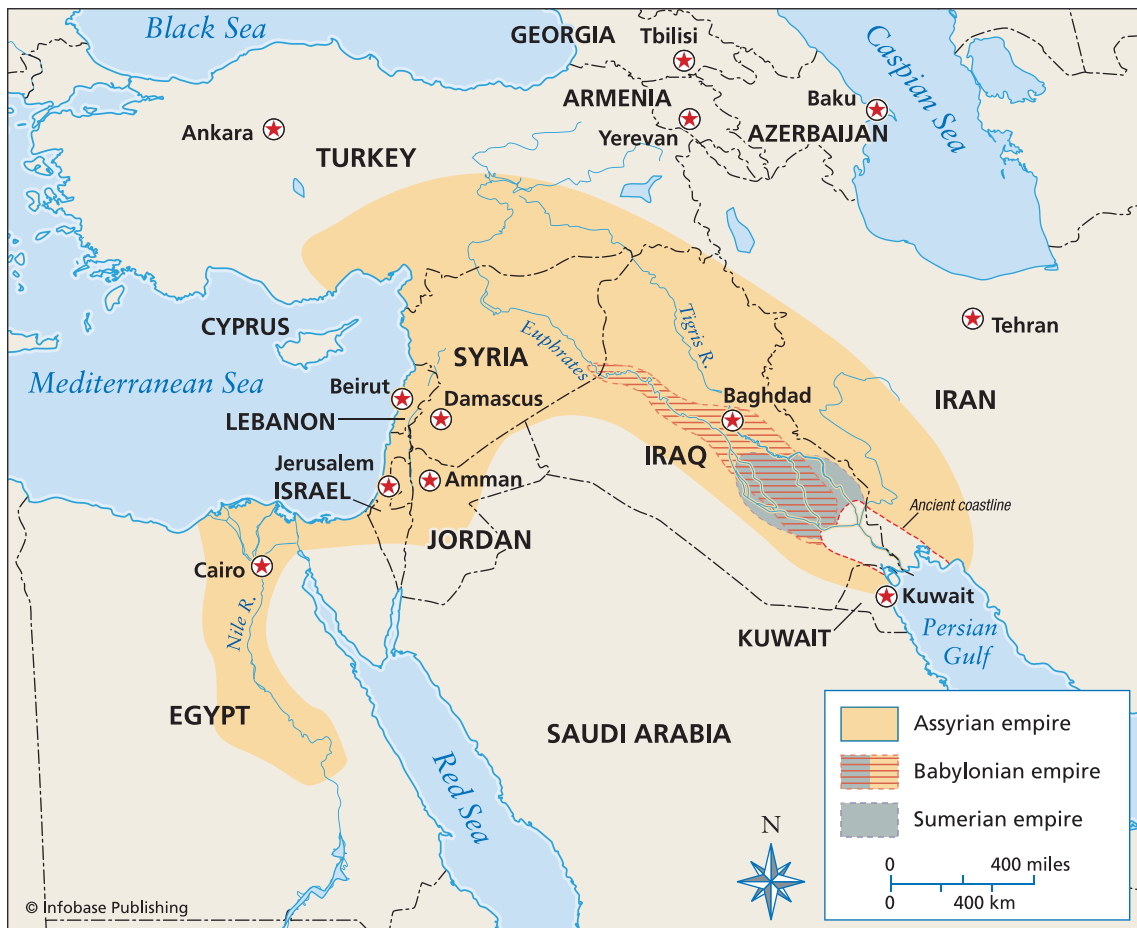 Black Sea
GEORGIA
Tbilisi
Caspian Sea
ARMENIA
Baku
Ankara
Yerevan
AZERBAIJAN
TURKEY
CYPRUS
Tehran
Euphrates
Tigris R.
SYRIA
Mediterranean Sea
Beirut
Damascus
Baghdad
IRAN
LEBANON
IRAQ
Jerusalem
Amman
ISRAEL
Ancient coastline
JORDAN
Cairo
Nile R.
Kuwait
KUWAIT
Persian
Gulf
EGYPT
SAUDI ARABIA
Red Sea
Assyrian empire
Babylonian empire
Sumerian empire
N
0 400 miles
0 400 km
© Infobase Publishing